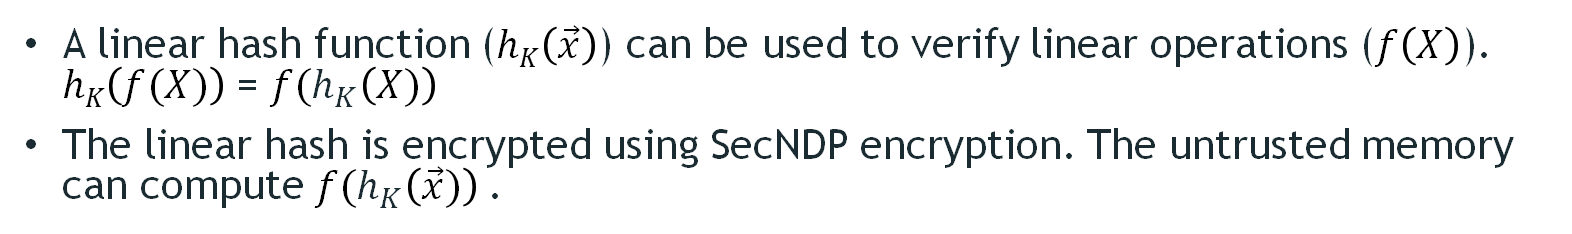 • A linear hash function (h_K(x⃗)) can be used to verify linear operations (f(X)).
h_K(f(X)) = f(h_K(X))
• The linear hash is encrypted using SecNDP encryption. The untrusted memory
can compute f(h_K(x⃗)) .